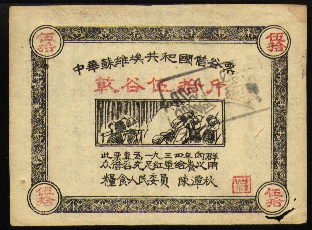 伍拾
伍拾
中華蘇維埃共和國借谷票
乾谷伍拾斤
此票專為一九三四年向群
眾借谷充足紅軍給養之用
糧食人民委員 陳潭秋
伍拾
伍拾